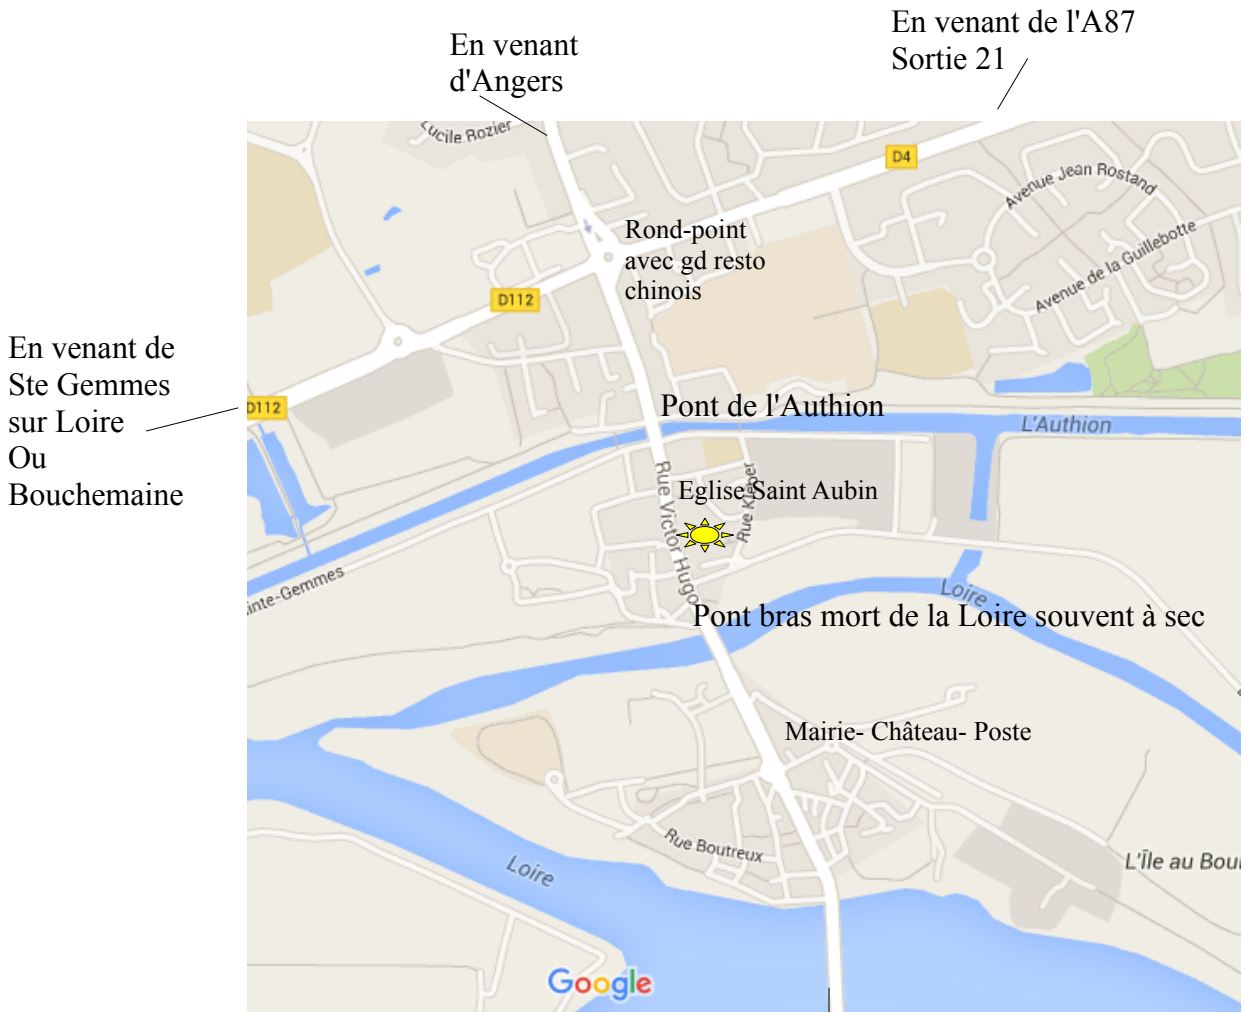 En venant de l'A87
Sortie 21
En venant
d'Angers
Lucile Rozier
D4
Avenue Jean Rostand
Avenue de la Guillebotte
Rond-point
avec gd resto
chinois
D112
En venant de
Ste Gemmes
sur Loire
Ou
Bouchemaine
D112
Pont de l'Authion
L'Authion
Rue Victor Hugo
Eglise Saint Aubin
Rue Kléber
inte-Gemmes
Loire
Pont bras mort de la Loire souvent à sec
Mairie- Château- Poste
Rue Boutreux
Loire
L'Île au Bou
Google